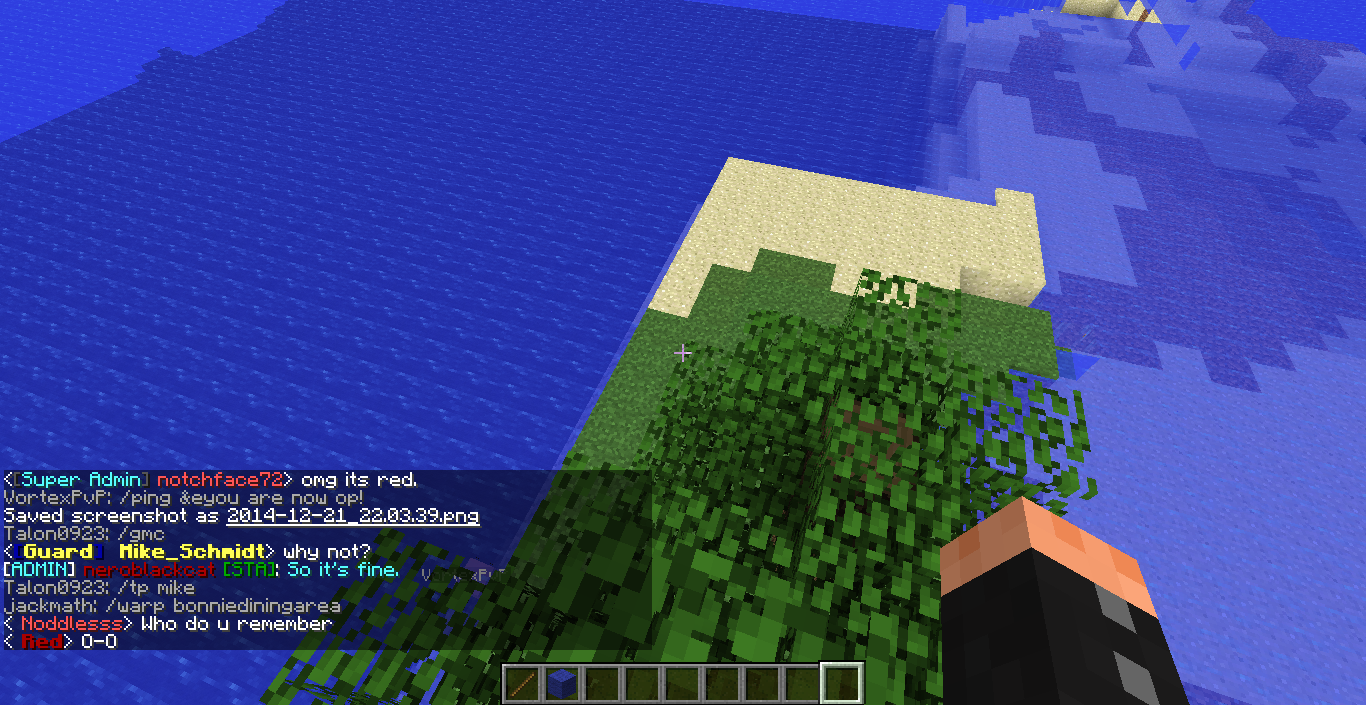 <[Super Admin] notchface72> omg its red.
VortexPvP: /ping &eyou are now op!
Saved screenshot as 2014-12-21_22.03.39.png
Talon0923: /gmc
<[Guard] Mike_Schmidt> why not?
[ADMIN] neroblackcat [STA]: So it's fine.
VortexPvP
Talon0923: /tp mike
jackmath: /warp bonniediningarea
< Noddlesss> Who do u remember
< Red> O-O